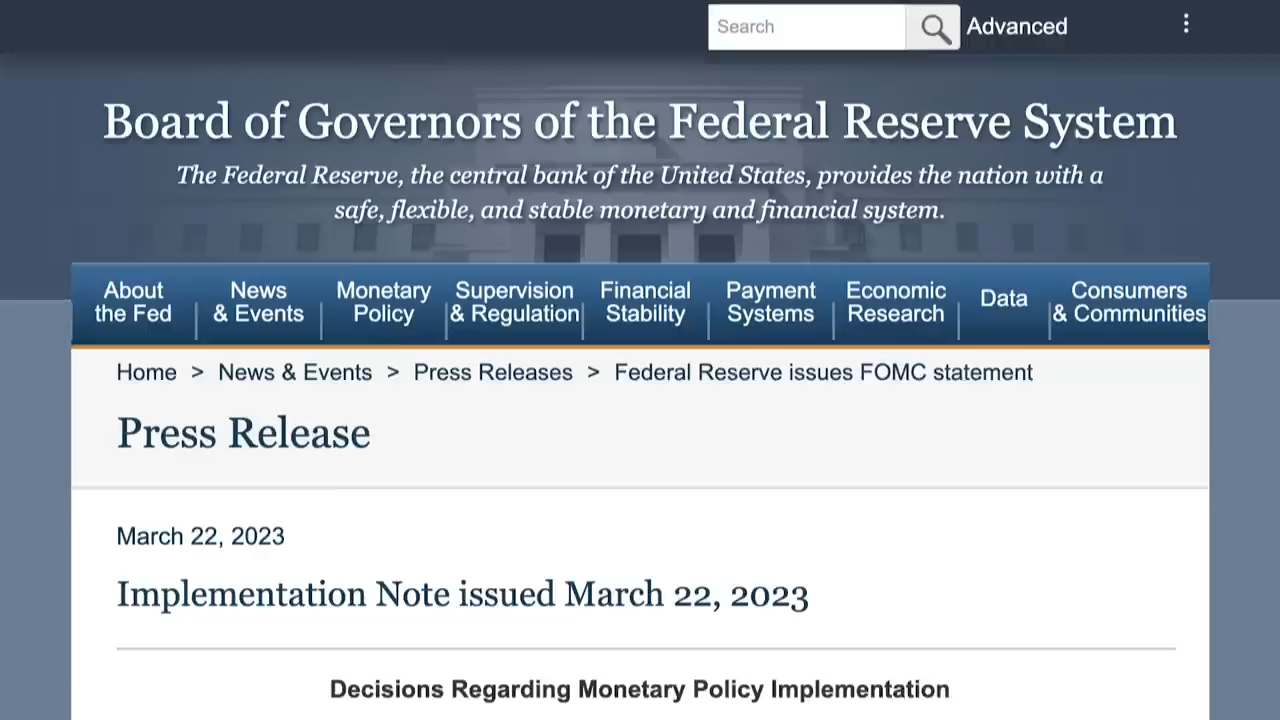 Search
Advanced
Board of Governors of the Federal Reserve System
The Federal Reserve, the central bank of the United States, provides the nation with a
safe, flexible, and stable monetary and financial system.
About
the Fed
News
& Events
Monetary
Policy
Supervision
& Regulation
Financial
Stability
Payment
Systems
Economic
Research
Data
Consumers
& Communities
Home > News & Events > Press Releases > Federal Reserve issues FOMC statement
Press Release
March 22, 2023
Implementation Note issued March 22, 2023
Decisions Regarding Monetary Policy Implementation